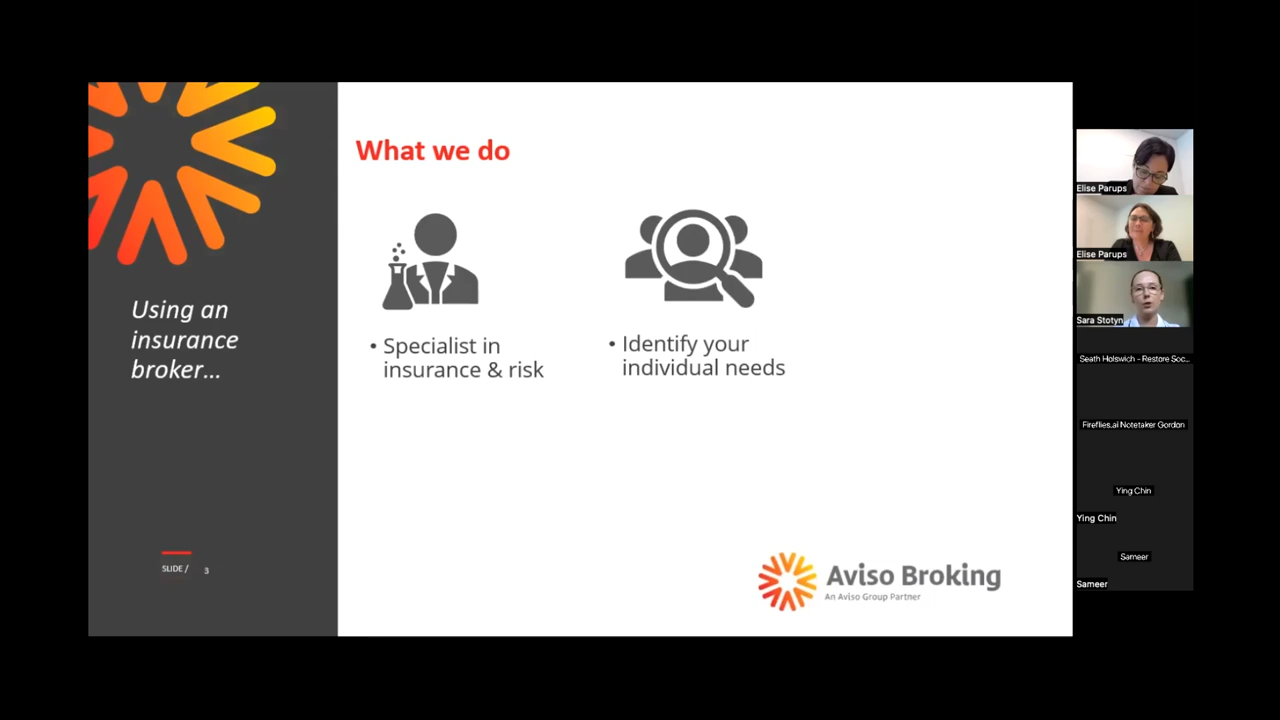 What we do
Using an
insurance
broker...
• Specialist in
insurance & risk
• Identify your
individual needs
SLIDE / 3
Aviso Broking
An Aviso Group Partner
Elise Parups
Elise Parups
Sara Stotyn
Seath Holswich - Restore Soc...
Fireflies.ai Notetaker Gordon
Ying Chin
Ying Chin
Sameer
Sameer